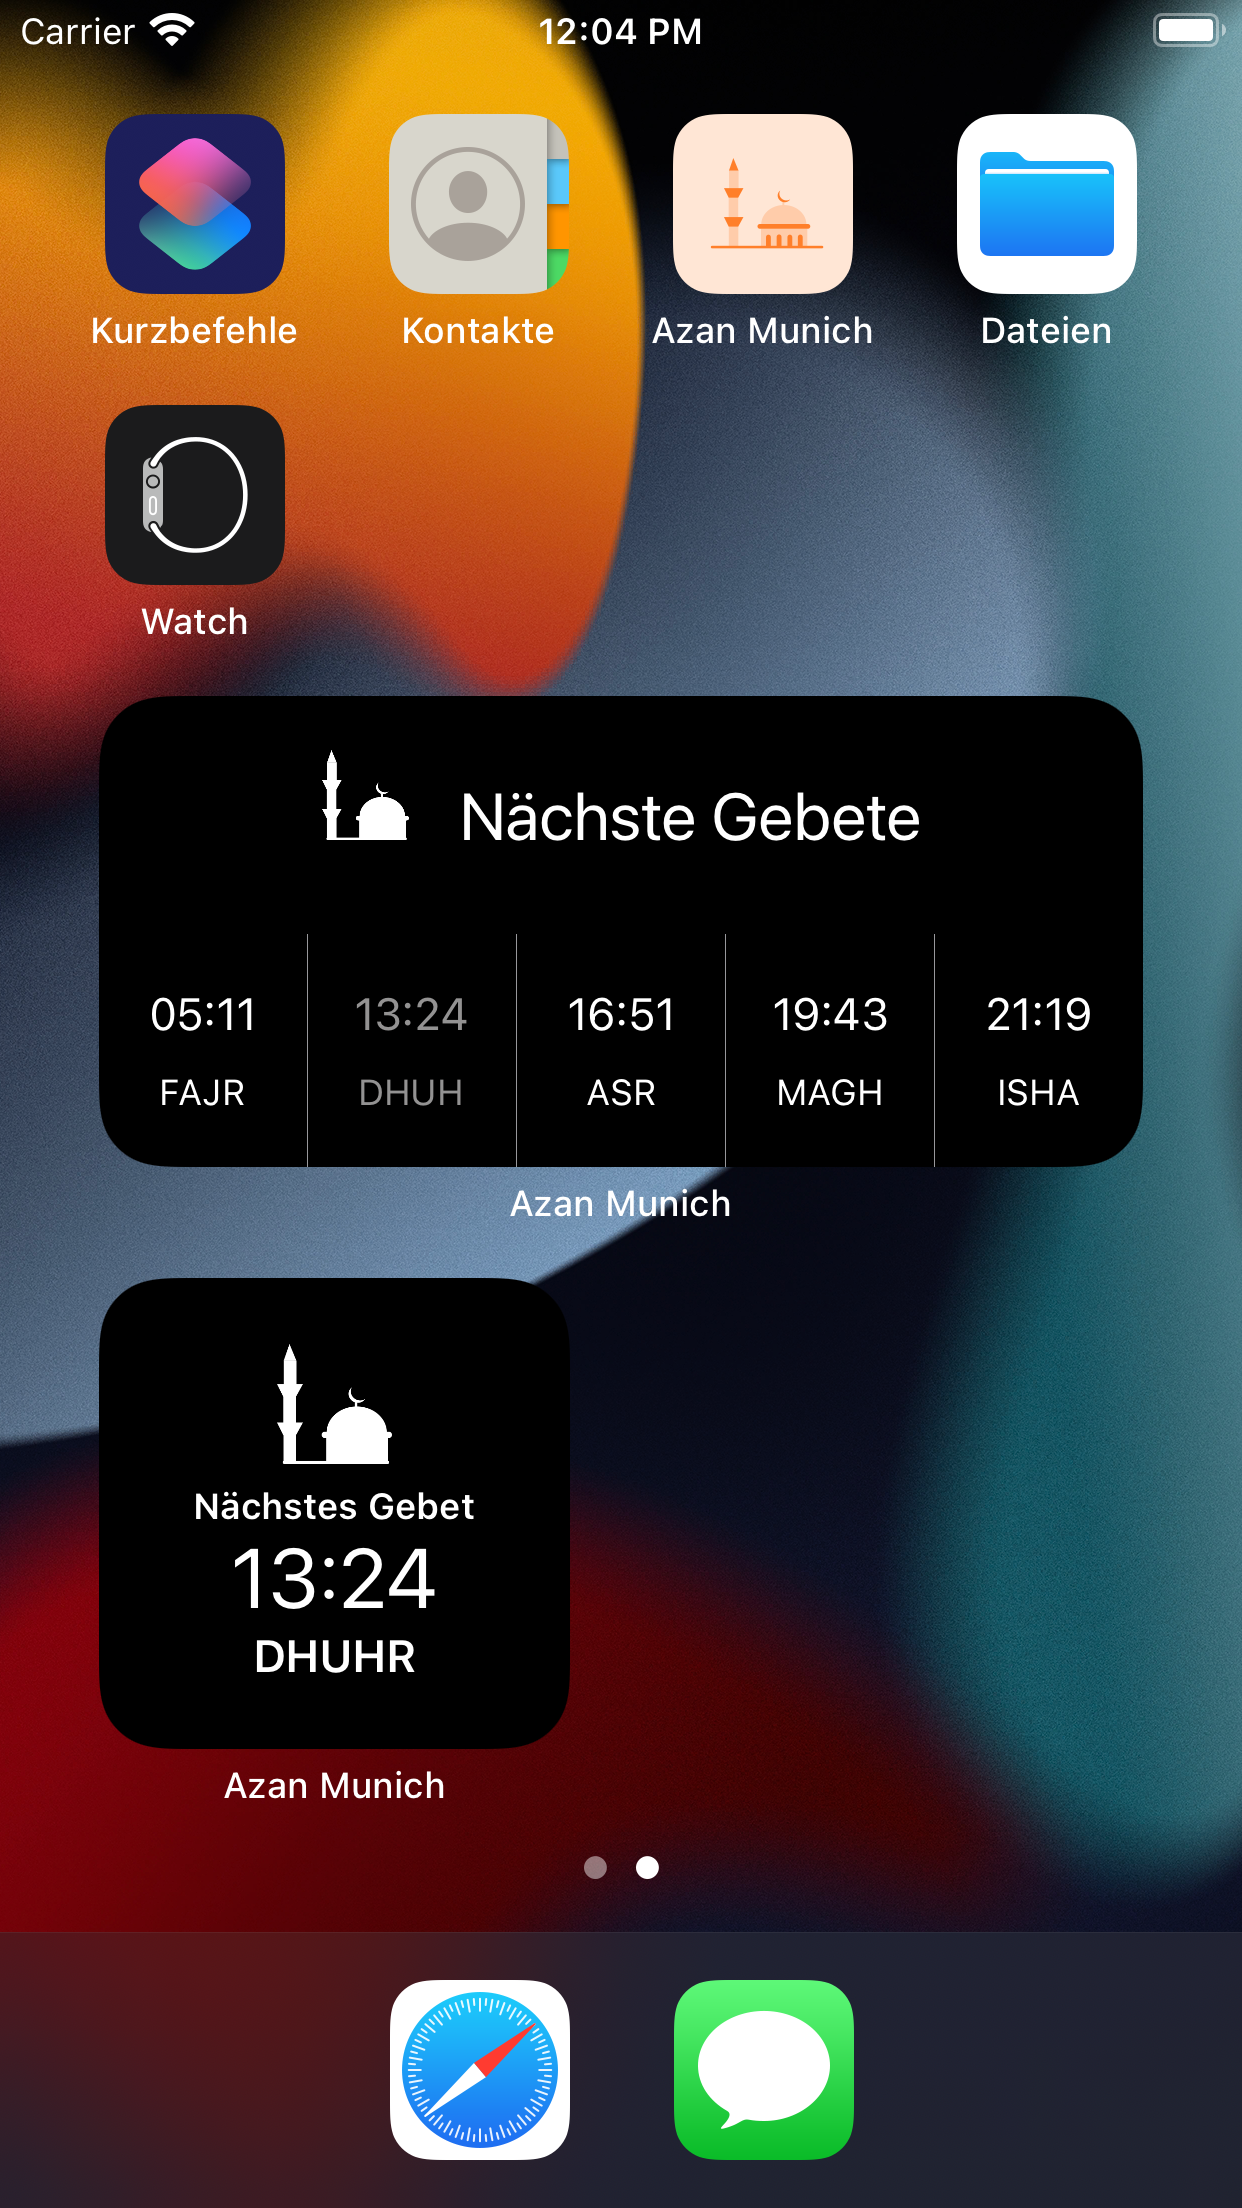 Carrier 12:04 PM
Kurzbefehle Kontakte Azan Munich Dateien
Watch
Nächste Gebete
05:11 13:24 16:51 19:43 21:19
FAJR DHUH ASR MAGH ISHA
Azan Munich
Nächstes Gebet
13:24
DHUHR
Azan Munich